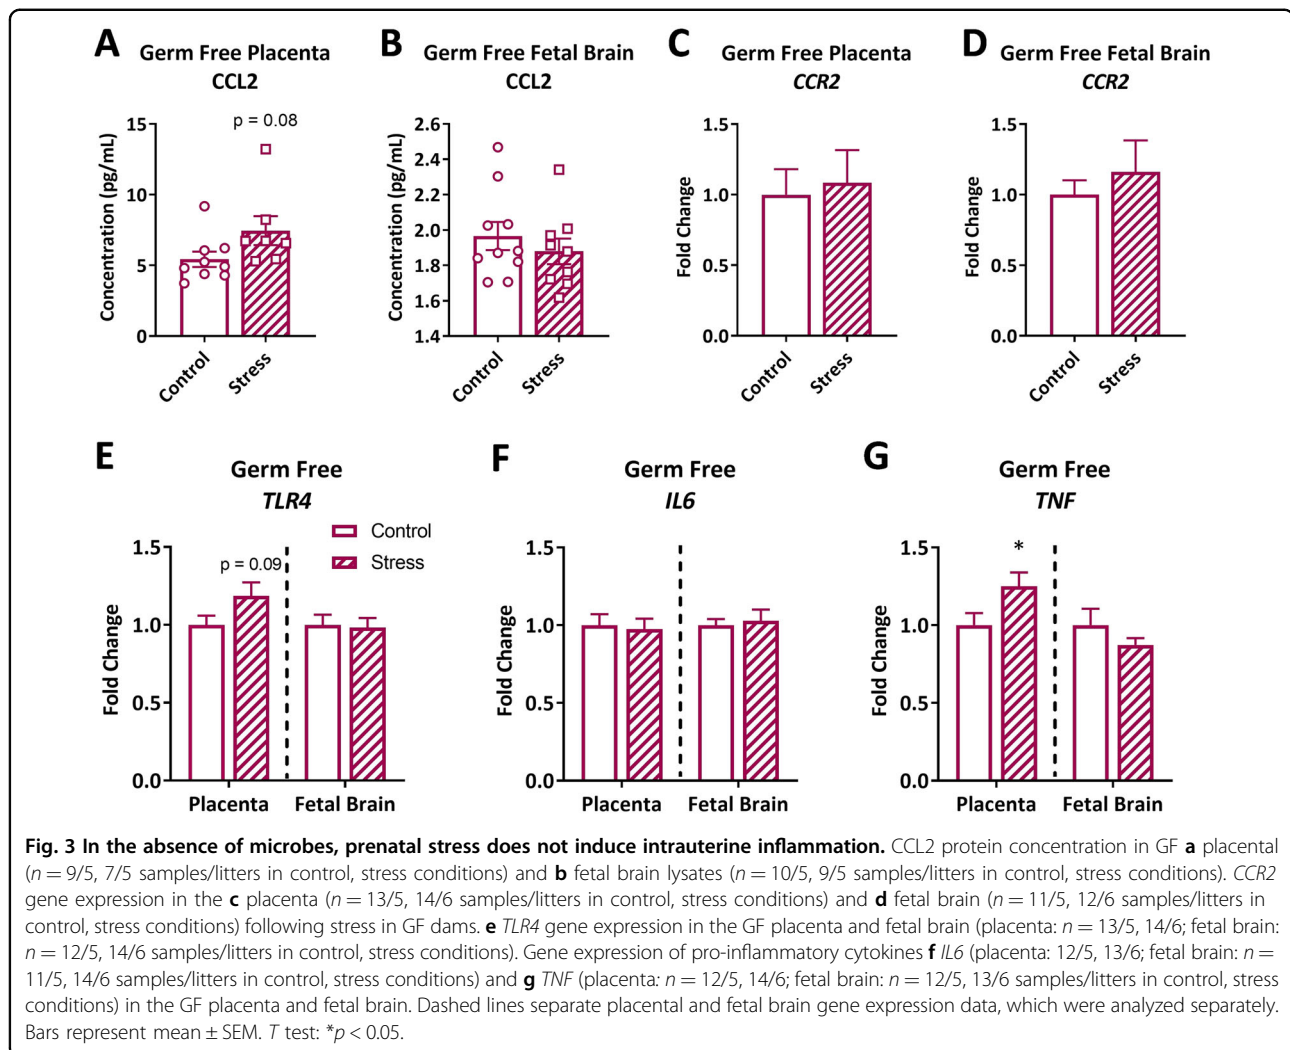 A
Germ Free Placenta
CCL2
Concentration (pg/mL)
15
10
5
0
p = 0.08
Control
Stress
B
Germ Free Fetal Brain
CCL2
Concentration (pg/mL)
2.6
2.4
2.2
2.0
1.8
1.6
1.4
Control
Stress
C
Germ Free Placenta
CCR2
Fold Change
1.5
1.0
0.5
0.0
Control
Stress
D
Germ Free Fetal Brain
CCR2
Fold Change
1.5
1.0
0.5
0.0
Control
Stress
E
Germ Free
TLR4
Control
Stress
Fold Change
1.5
1.0
0.5
0.0
p = 0.09
Placenta
Fetal Brain
F
Germ Free
IL6
Fold Change
1.5
1.0
0.5
0.0
Placenta
Fetal Brain
G
Germ Free
TNF
Fold Change
1.5
1.0
0.5
0.0
*
Placenta
Fetal Brain
Fig. 3 In the absence of microbes, prenatal stress does not induce intrauterine inflammation. CCL2 protein concentration in GF a placental
(n = 9/5, 7/5 samples/litters in control, stress conditions) and b fetal brain lysates (n = 10/5, 9/5 samples/litters in control, stress conditions). CCR2
gene expression in the c placenta (n = 13/5, 14/6 samples/litters in control, stress conditions) and d fetal brain (n = 11/5, 12/6 samples/litters in
control, stress conditions) following stress in GF dams. e TLR4 gene expression in the GF placenta and fetal brain (placenta: n = 13/5, 14/6; fetal brain:
n = 12/5, 14/6 samples/litters in control, stress conditions). Gene expression of pro-inflammatory cytokines f IL6 (placenta: 12/5, 13/6; fetal brain: n =
11/5, 14/6 samples/litters in control, stress conditions) and g TNF (placenta: n = 12/5, 14/6; fetal brain: n = 12/5, 13/6 samples/litters in control, stress
conditions) in the GF placenta and fetal brain. Dashed lines separate placental and fetal brain gene expression data, which were analyzed separately.
Bars represent mean ± SEM. T test: *p < 0.05.